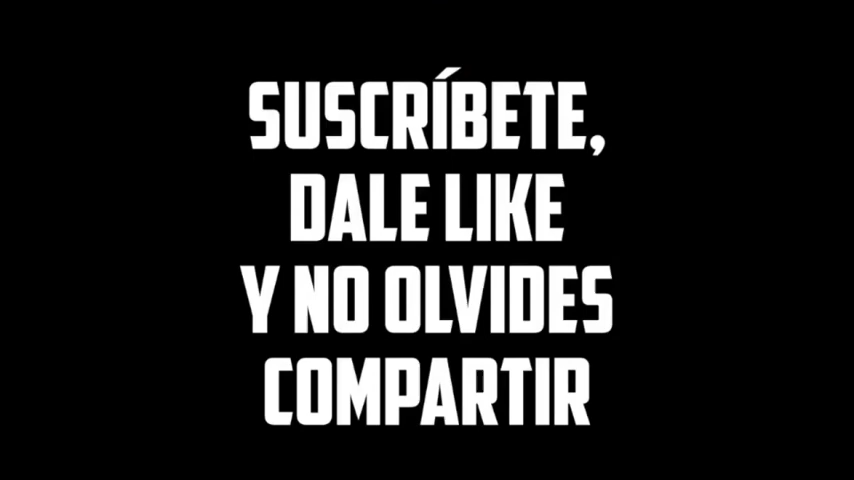 SUSCRÍBETE,
DALE LIKE
Y NO OLVIDES
COMPARTIR